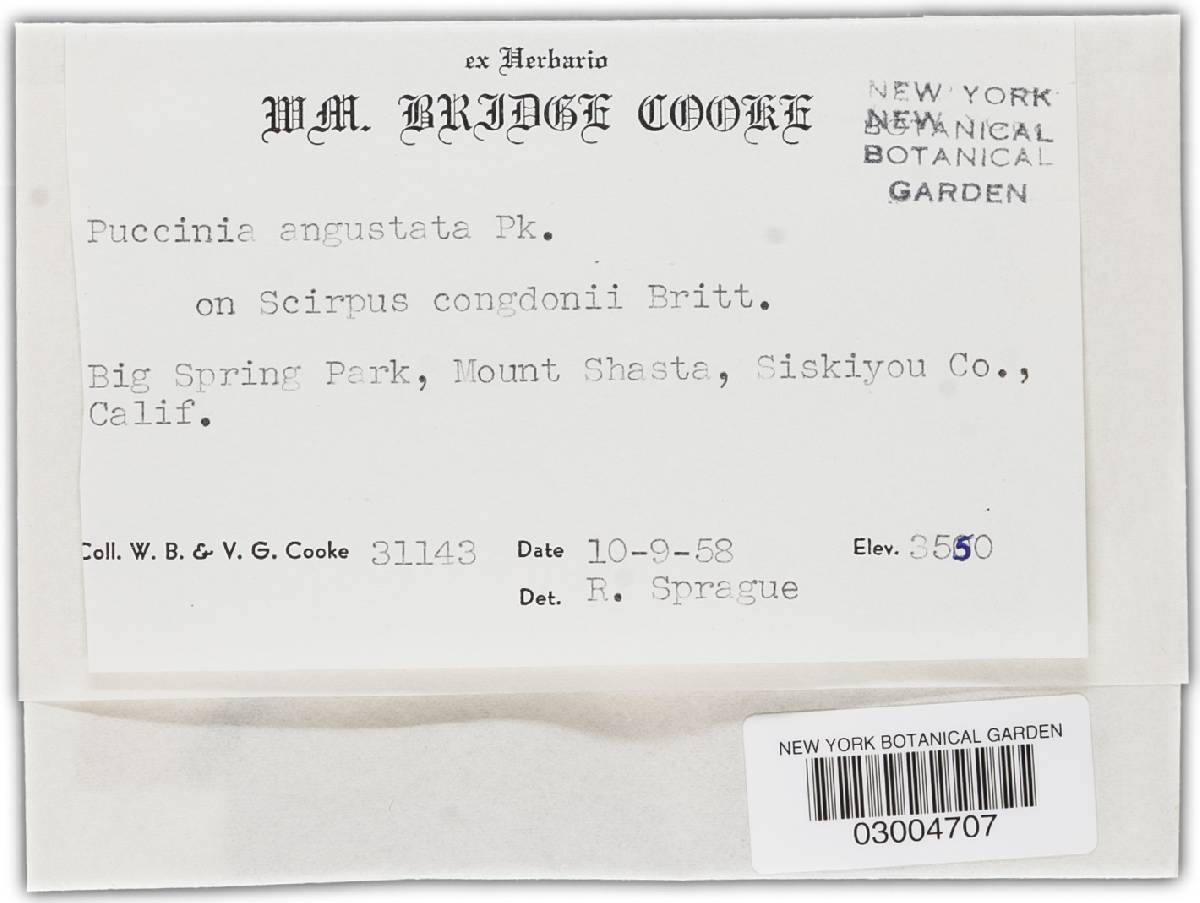 ex Herbario
WM. BRIDGE COOKE
NEW YORK
NEW
BOTANICAL
BOTANICAL
GARDEN
Puccinia angustata Pk.
on Scirpus congdonii Britt.
Big Spring Park, Mount Shasta, Siskiyou Co.,
Calif.
Coll. W. B. & V. G. Cooke 31143 Date 10-9-58 Elev. 3550
Det. R. Sprague
NEW YORK BOTANICAL GARDEN
03004707